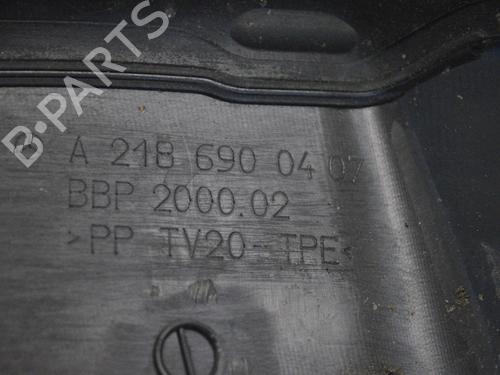 B-PARTS
A 218 690 04 07
BBP 2000.02
>PP TV20-TPE<